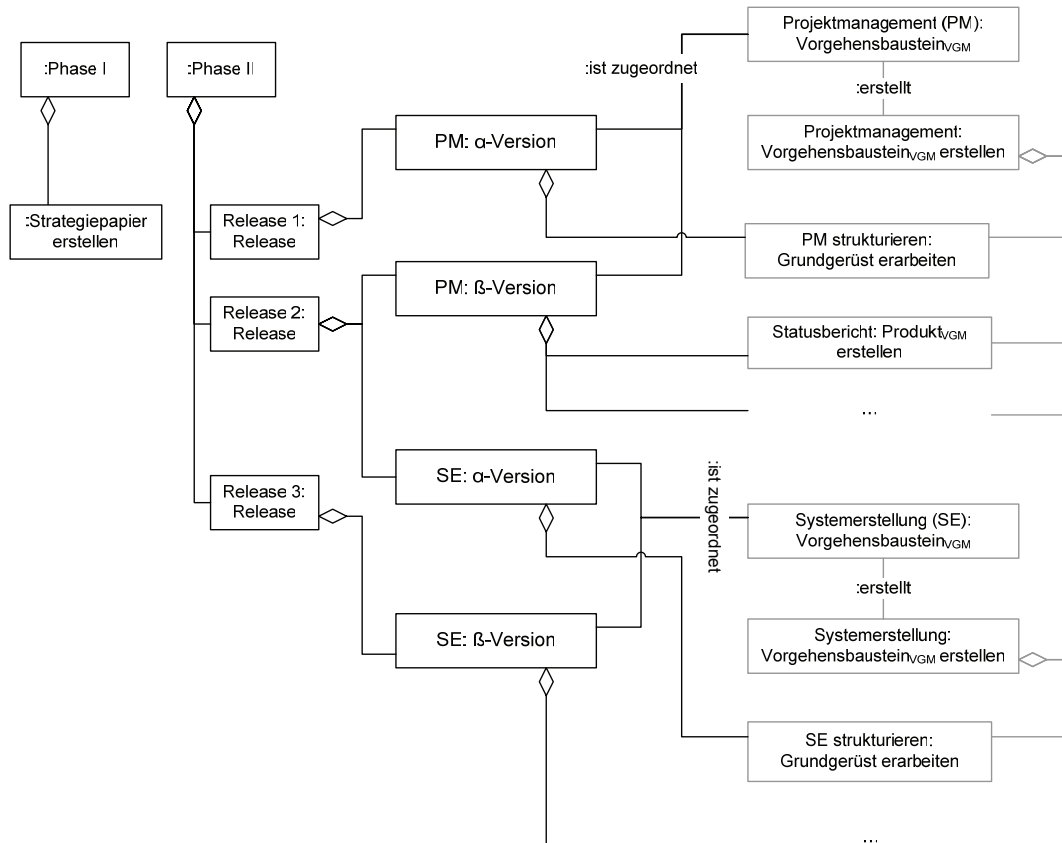 :Phase I
:Phase II
:Strategiepapier
erstellen
Release 1:
Release
Release 2:
Release
Release 3:
Release
PM: α-Version
PM: ß-Version
SE: α-Version
SE: ß-Version
:ist zugeordnet
:ist zugeordnet
Projektmanagement (PM):
VorgehensbausteinVGM
:erstellt
Projektmanagement:
VorgehensbausteinVGM erstellen
PM strukturieren:
Grundgerüst erarbeiten
Statusbericht: ProduktVGM
erstellen
...
Systemerstellung (SE):
VorgehensbausteinVGM
:erstellt
Systemerstellung:
VorgehensbausteinVGM erstellen
SE strukturieren:
Grundgerüst erarbeiten
...